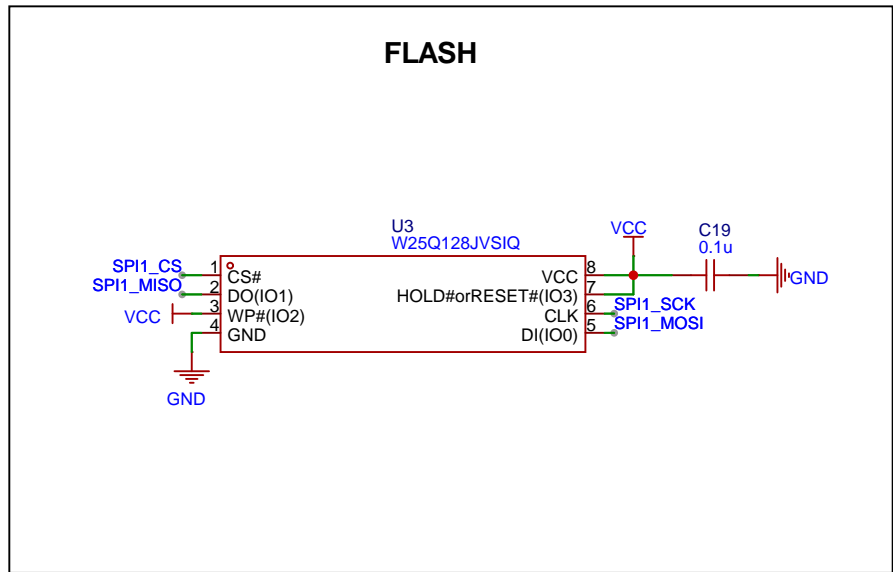 FLASH
U3
W25Q128JVSIQ
VCC
C19
0.1u
SPI1_CS
1
CS#
VCC
8
GND
SPI1_MISO
2
DO(IO1)
HOLD#orRESET#(IO3)
7
SPI1_SCK
VCC
3
WP#(IO2)
CLK
6
SPI1_MOSI
4
GND
DI(IO0)
5
GND